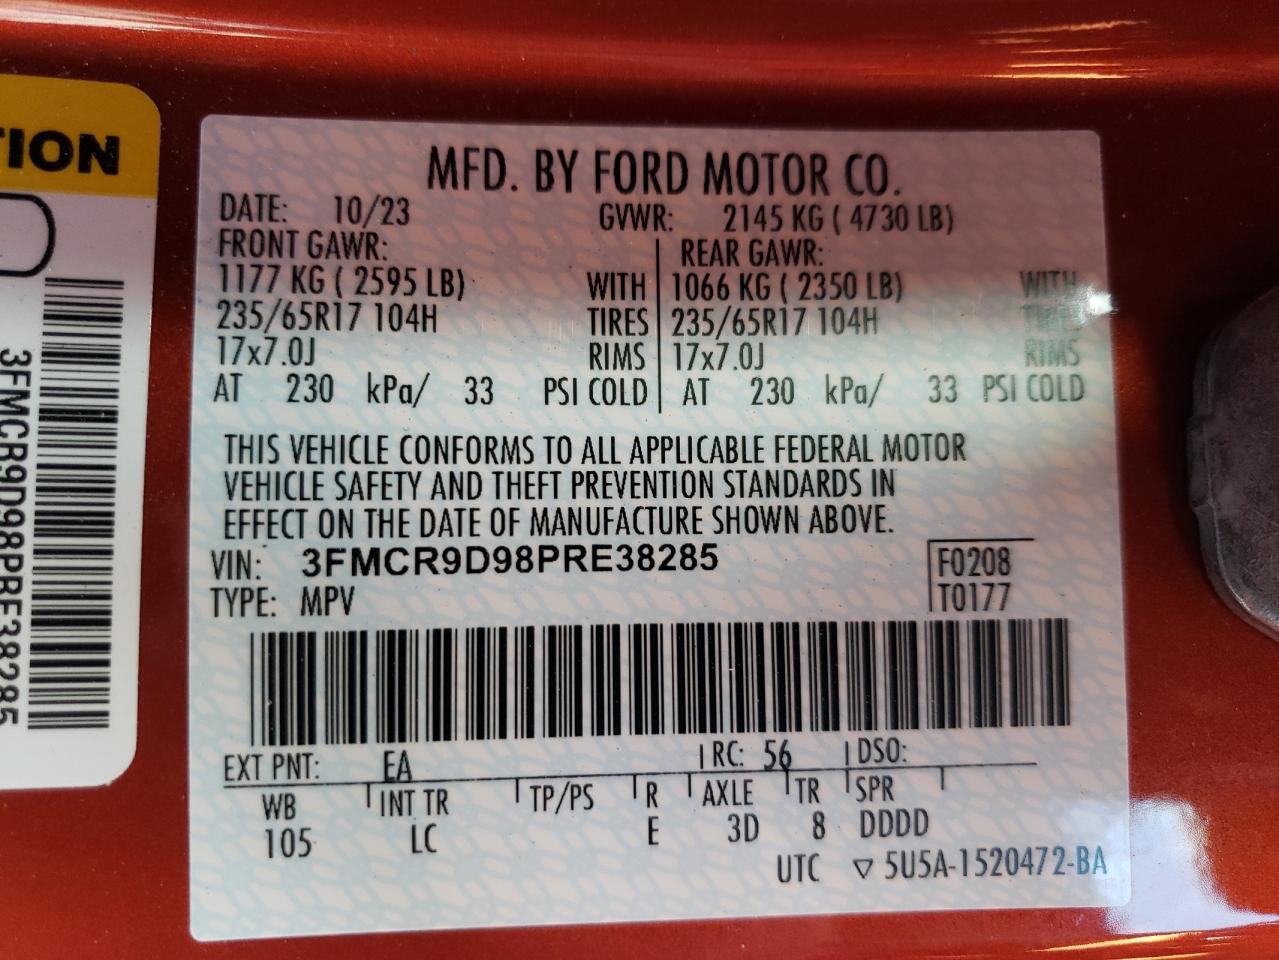 TION
3FMCR9D98PRE38285
MFD. BY FORD MOTOR CO.
DATE: 10/23 GVWR: 2145 KG ( 4730 LB)
FRONT GAWR: REAR GAWR:
1177 KG ( 2595 LB) WITH 1066 KG ( 2350 LB) WITH
235/65R17 104H TIRES 235/65R17 104H TIRES
17x7.0J RIMS 17x7.0J RIMS
AT 230 kPa/ 33 PSI COLD AT 230 kPa/ 33 PSI COLD
THIS VEHICLE CONFORMS TO ALL APPLICABLE FEDERAL MOTOR
VEHICLE SAFETY AND THEFT PREVENTION STANDARDS IN
EFFECT ON THE DATE OF MANUFACTURE SHOWN ABOVE.
VIN: 3FMCR9D98PRE38285 F0208
TYPE: MPV T0177
EXT PNT: EA RC: 56 DSO:
WB INT TR TP/PS R AXLE TR SPR
105 LC E 3D 8 DDDD
UTC ▽ 5U5A-1520472-BA